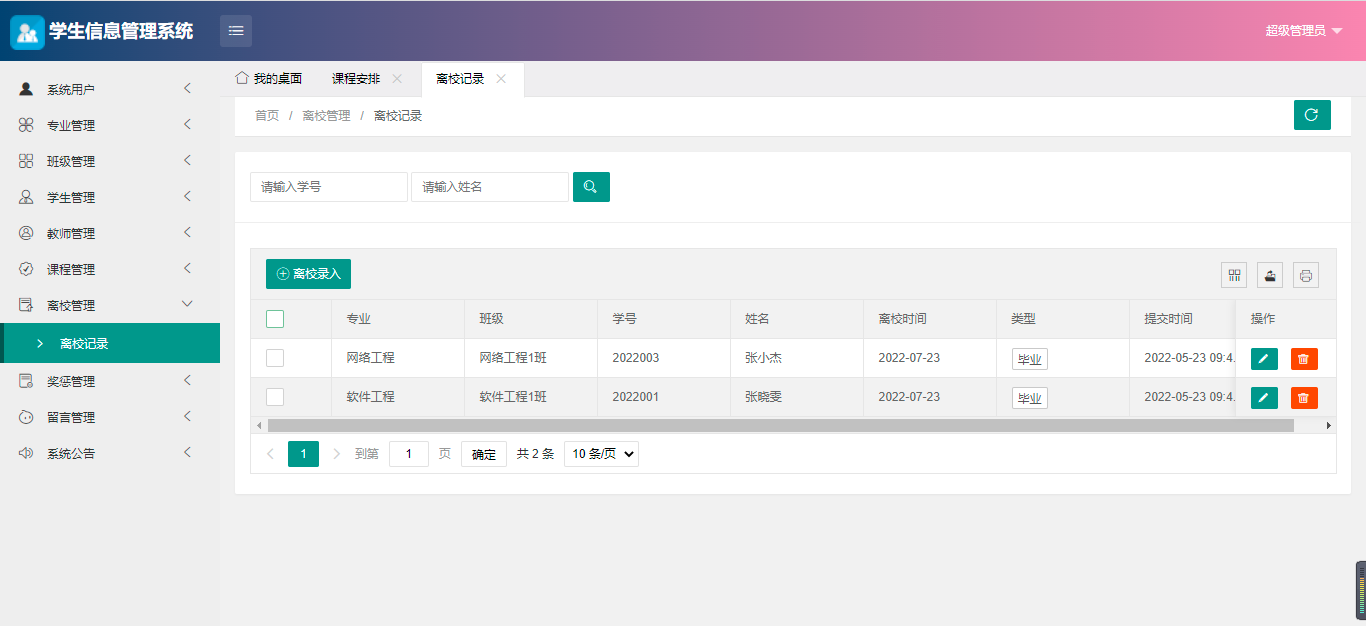 学生信息管理系统
超级管理员
系统用户
专业管理
班级管理
学生管理
教师管理
课程管理
离校管理
离校记录
奖惩管理
留言管理
系统公告
我的桌面 课程安排 离校记录
首页 / 离校管理 / 离校记录
请输入学号 请输入姓名
离校录入
专业 班级 学号 姓名 离校时间 类型 提交时间 操作
网络工程 网络工程1班 2022003 张小杰 2022-07-23 毕业 2022-05-23 09:4.
软件工程 软件工程1班 2022001 张晓雯 2022-07-23 毕业 2022-05-23 09:4.
1 到第 1 页 确定 共 2 条 10 条/页